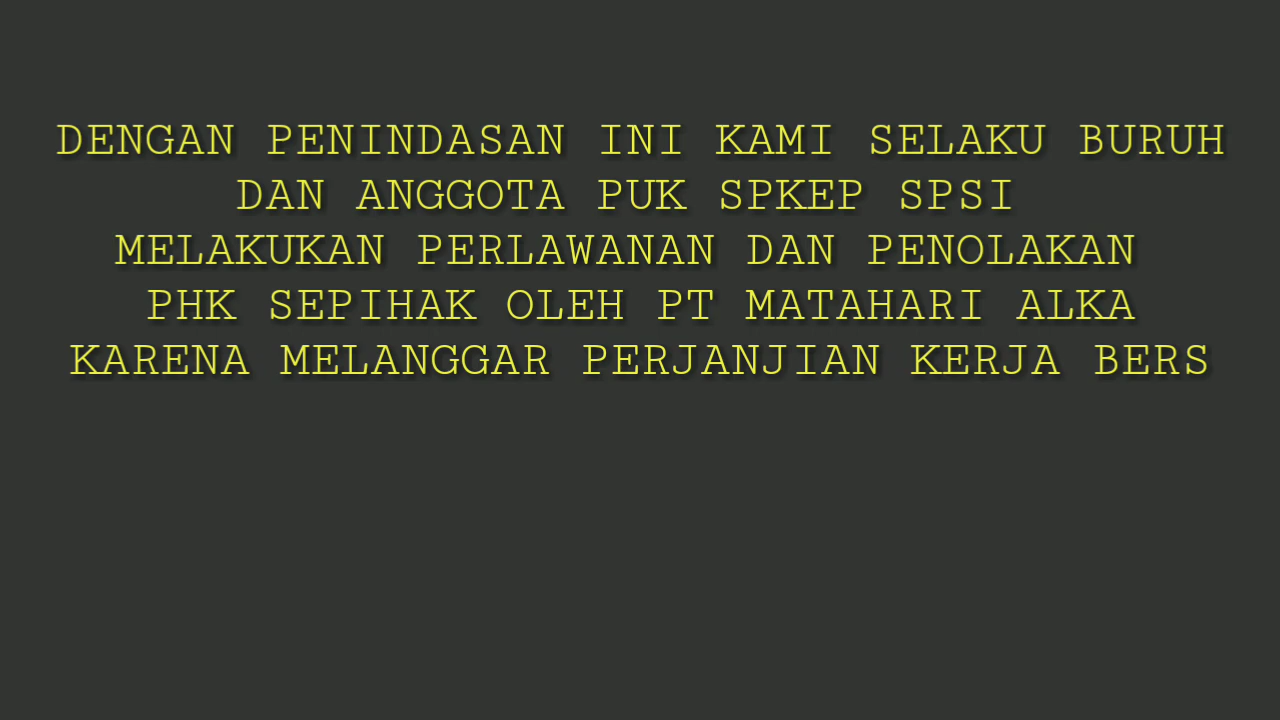 DENGAN PENINDASAN INI KAMI SELAKU BURUH
DAN ANGGOTA PUK SPKEP SPSI
MELAKUKAN PERLAWANAN DAN PENOLAKAN
PHK SEPIHAK OLEH PT MATAHARI ALKA
KARENA MELANGGAR PERJANJIAN KERJA BERS